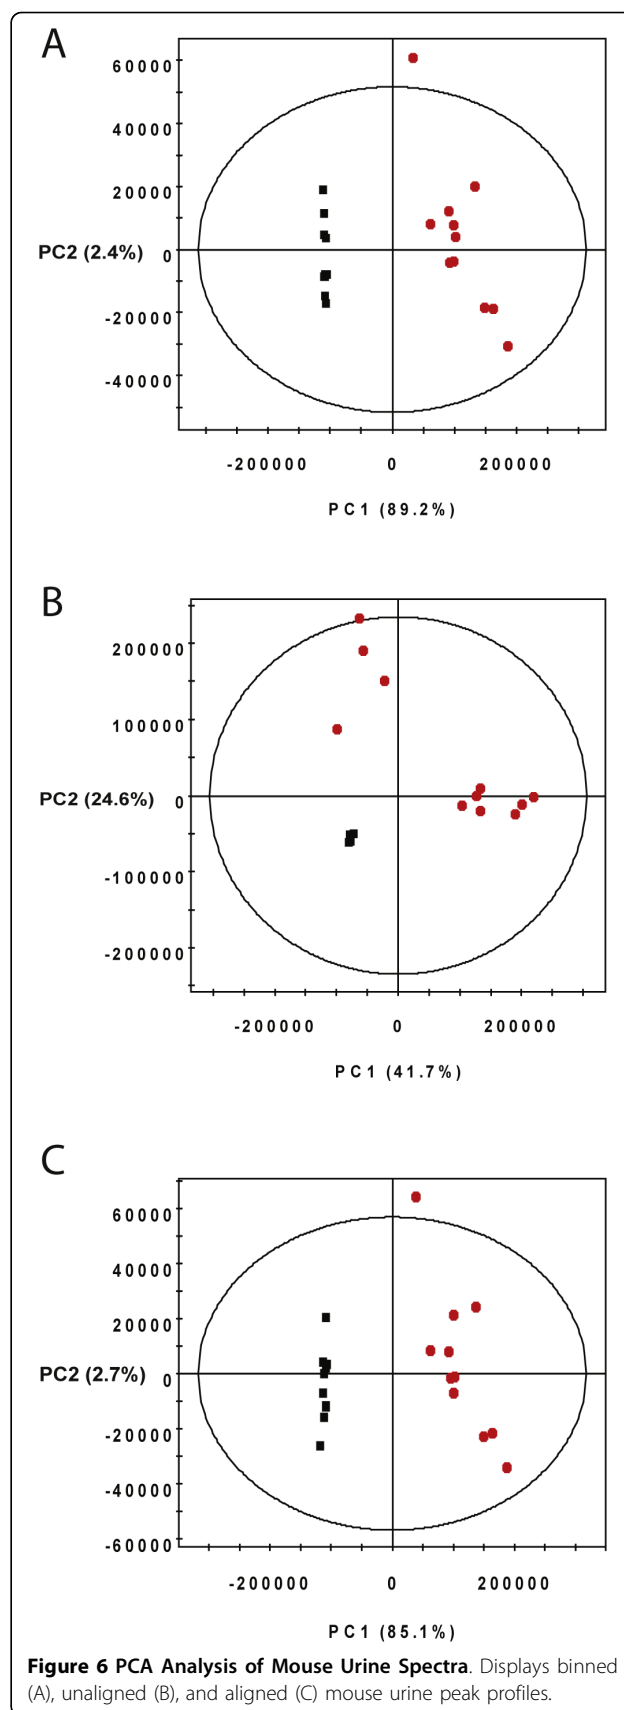 A
60000
40000
20000
PC2 (2.4%) 0
-20000
-40000
-200000 0 200000
PC1 (89.2%)
B
200000
100000
PC2 (24.6%) 0
-100000
-200000
-200000 0 200000
PC1 (41.7%)
C
60000
40000
20000
PC2 (2.7%) 0
-20000
-40000
-60000
-200000 0 200000
PC1 (85.1%)
Figure 6 PCA Analysis of Mouse Urine Spectra. Displays binned
(A), unaligned (B), and aligned (C) mouse urine peak profiles.